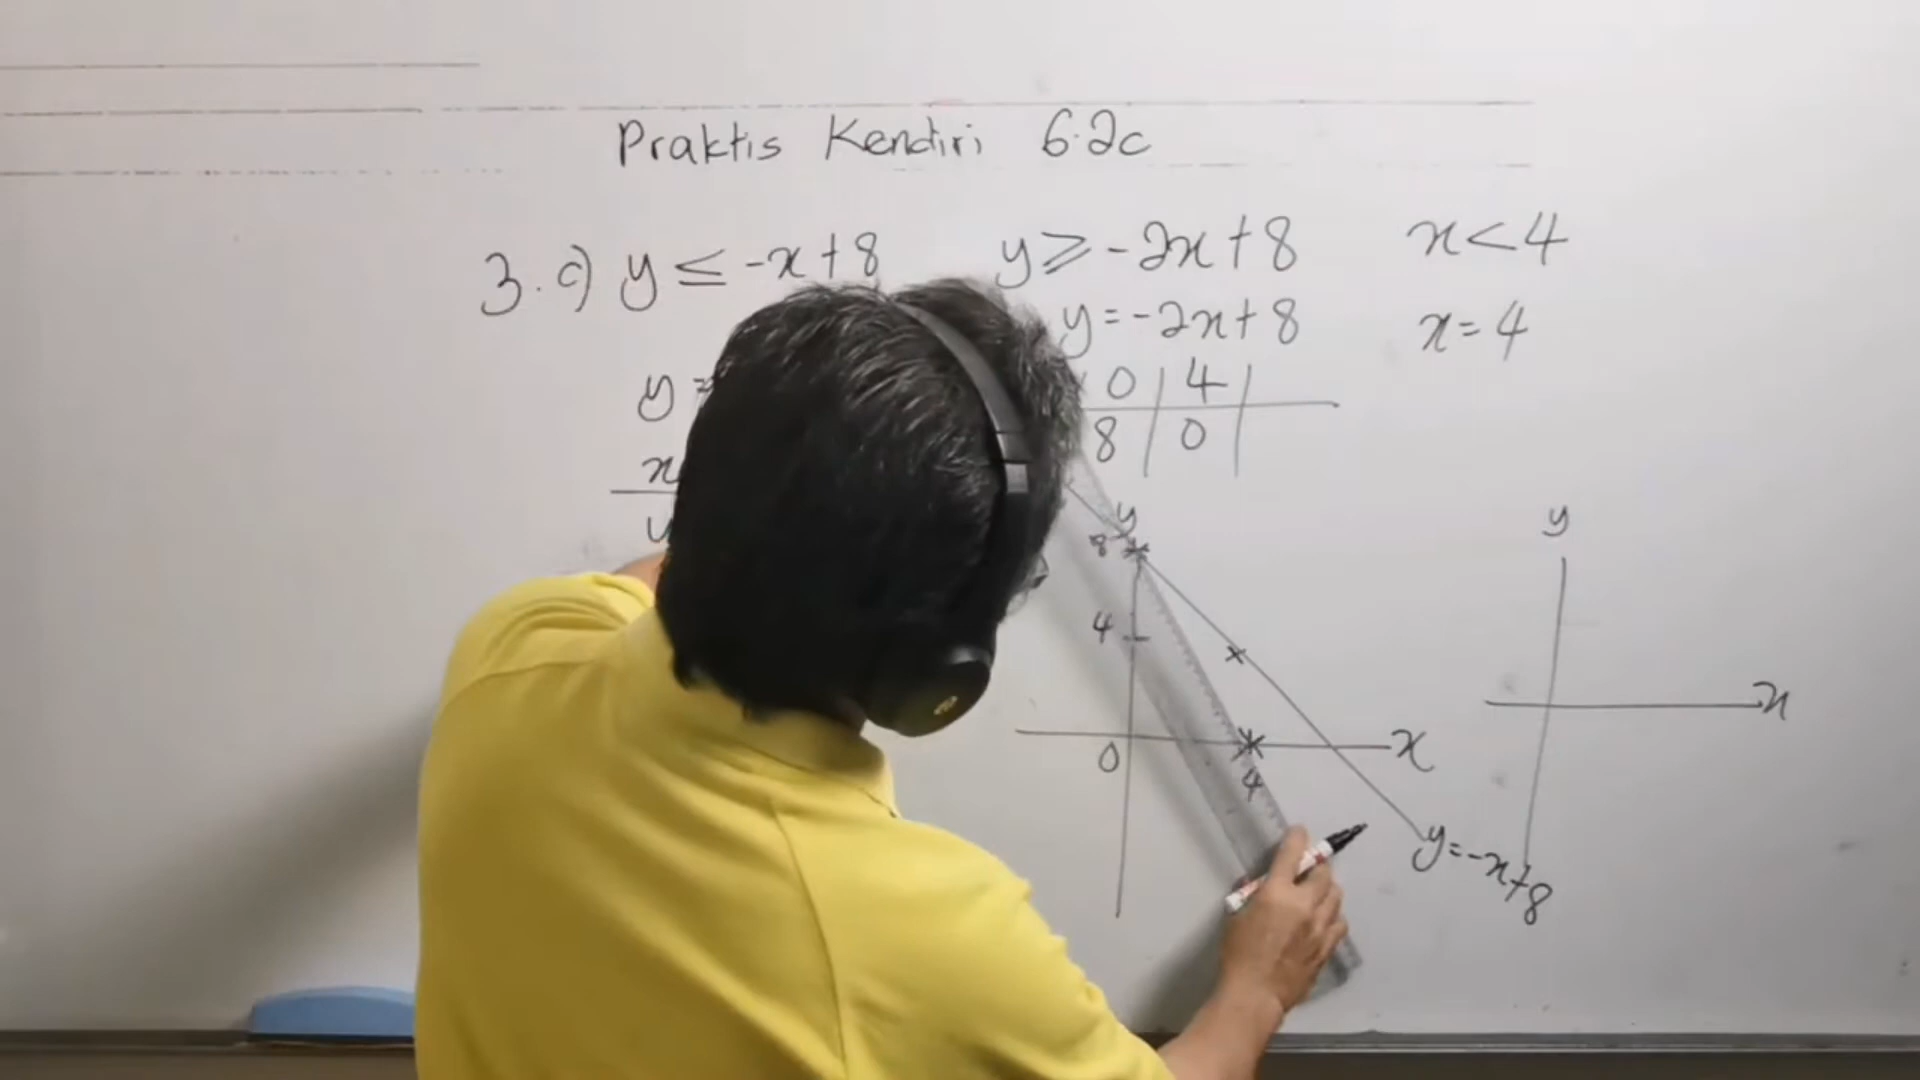 Praktis Kendiri 6.2c
3. c) y ≤ -x+8 y ≥ -2x+8 x<4
y=-2x+8 x=4
y = 0 4
x 8 0
y
y
8
y
4
0
x
4
x
y=-x+8